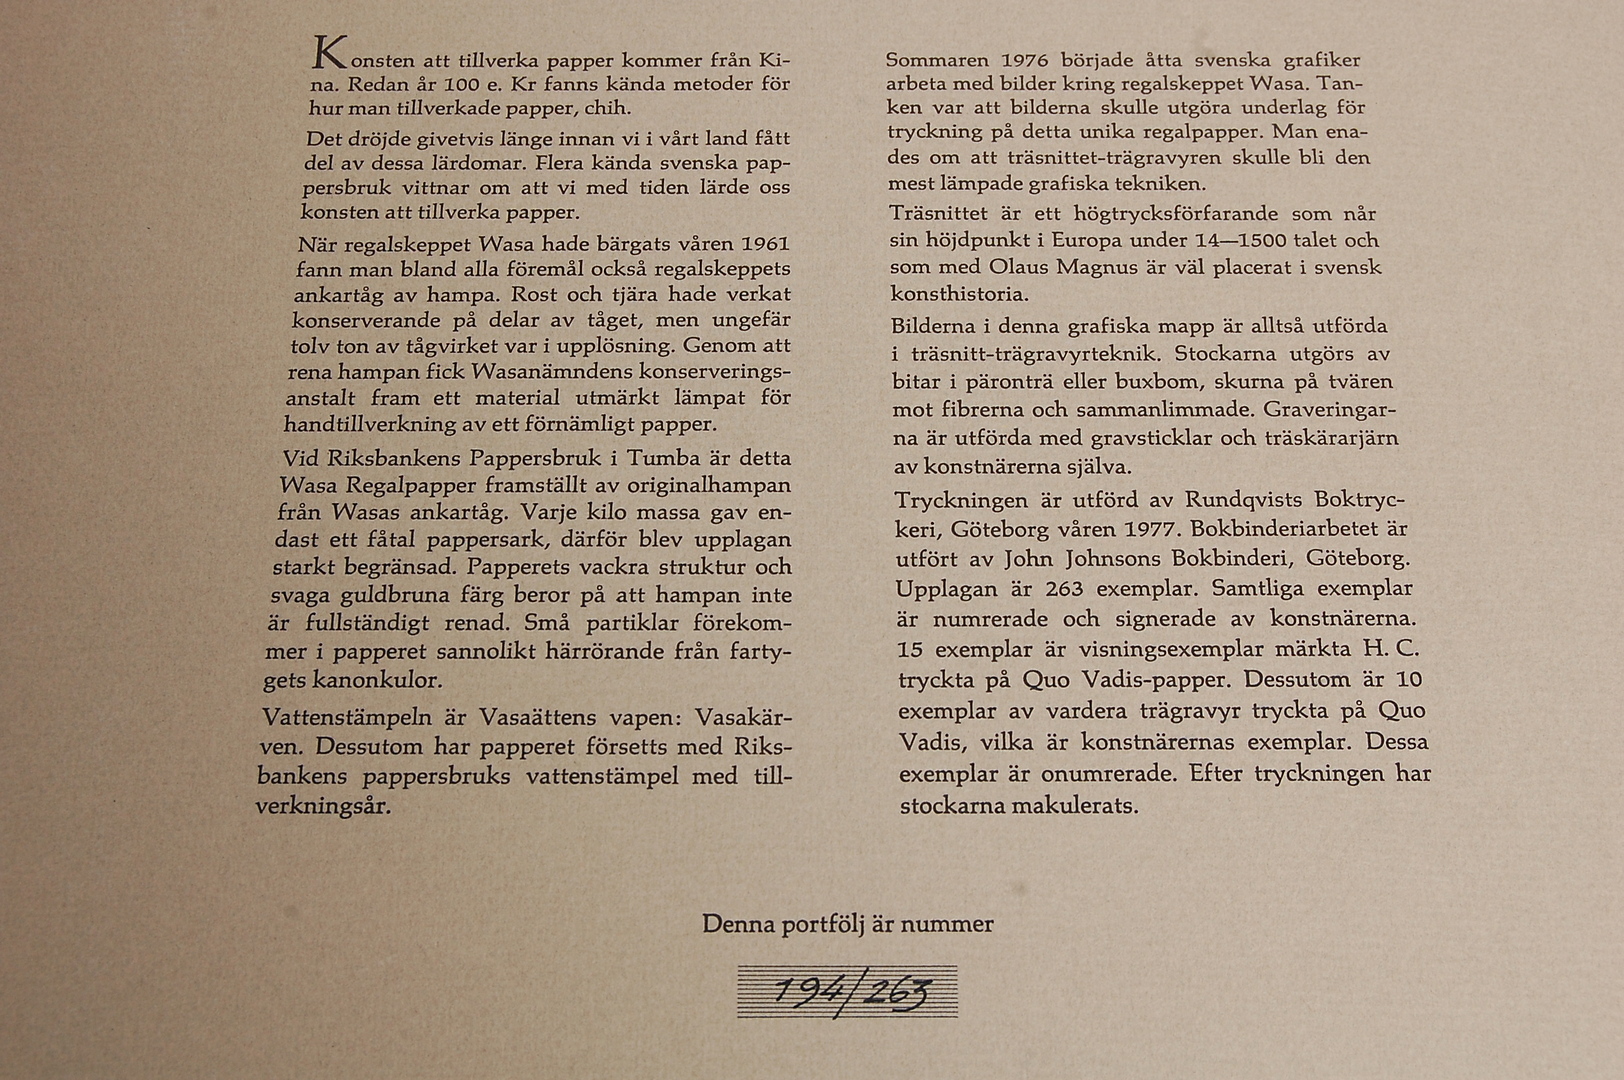 Konsten att tillverka papper kommer från Ki-
na. Redan år 100 e. Kr fanns kända metoder för
hur man tillverkade papper, chih.
Det dröjde givetvis länge innan vi i vårt land fått
del av dessa lärdomar. Flera kända svenska pap-
persbruk vittnar om att vi med tiden lärde oss
konsten att tillverka papper.
När regalskeppet Wasa hade bärgats våren 1961
fann man bland alla föremål också regalskeppets
ankartåg av hampa. Rost och tjära hade verkat
konserverande på delar av tåget, men ungefär
tolv ton av tågvirket var i upplösning. Genom att
rena hampan fick Wasanämndens konserverings-
anstalt fram ett material utmärkt lämpat för
handtillverkning av ett förnämligt papper.
Vid Riksbankens Pappersbruk i Tumba är detta
Wasa Regalpapper framställt av originalhampan
från Wasas ankartåg. Varje kilo massa gav en-
dast ett fåtal pappersark, därför blev upplagan
starkt begränsad. Papperets vackra struktur och
svaga guldbruna färg beror på att hampan inte
är fullständigt renad. Små partiklar förekom-
mer i papperet sannolikt härrörande från farty-
gets kanonkulor.
Vattenstämpeln är Vasaättens vapen: Vasakär-
ven. Dessutom har papperet försetts med Riks-
bankens pappersbruks vattenstämpel med till-
verkningsår.
Sommaren 1976 började åtta svenska grafiker
arbeta med bilder kring regalskeppet Wasa. Tan-
ken var att bilderna skulle utgöra underlag för
tryckning på detta unika regalpapper. Man ena-
des om att träsnittet-trägravyren skulle bli den
mest lämpade grafiska tekniken.
Träsnittet är ett högtrycksförfarande som når
sin höjdpunkt i Europa under 14—1500 talet och
som med Olaus Magnus är väl placerat i svensk
konsthistoria.
Bilderna i denna grafiska mapp är alltså utförda
i träsnitt-trägravyrteknik. Stockarna utgörs av
bitar i päronträ eller buxbom, skurna på tvären
mot fibrerna och sammanlimmade. Graveringar-
na är utförda med gravsticklar och träskärarjärn
av konstnärerna själva.
Tryckningen är utförd av Rundqvists Boktryc-
keri, Göteborg våren 1977. Bokbinderiarbetet är
utfört av John Johnsons Bokbinderi, Göteborg.
Upplagan är 263 exemplar. Samtliga exemplar
är numrerade och signerade av konstnärerna.
15 exemplar är visningsexemplar märkta H. C.
tryckta på Quo Vadis-papper. Dessutom är 10
exemplar av vardera trägravyr tryckta på Quo
Vadis, vilka är konstnärernas exemplar. Dessa
exemplar är onumrerade. Efter tryckningen har
stockarna makulerats.
Denna portfölj är nummer
194/263